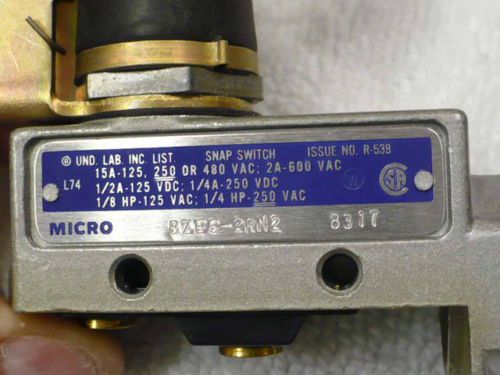 ® UND. LAB. INC. LIST. SNAP SWITCH ISSUE NO. R-539
15A-125, 250 OR 480 VAC; 2A-600 VAC
L74 1/2A-125 VDC; 1/4A-250 VDC
1/8 HP-125 VAC; 1/4 HP-250 VAC
MICRO BZE6-2RN2 8317